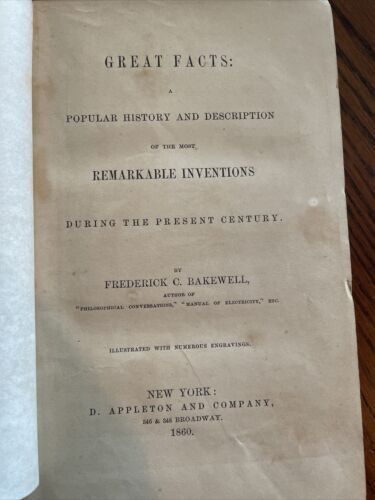 GREAT FACTS:
A
POPULAR HISTORY AND DESCRIPTION
OF THE MOST
REMARKABLE INVENTIONS
DURING THE PRESENT CENTURY.
BY
FREDERICK C. BAKEWELL,
AUTHOR OF
"PHILOSOPHICAL CONVERSATIONS," "MANUAL OF ELECTRICITY," ETC.
ILLUSTRATED WITH NUMEROUS ENGRAVINGS.
NEW YORK:
D. APPLETON AND COMPANY,
346 & 348 BROADWAY.
1860.